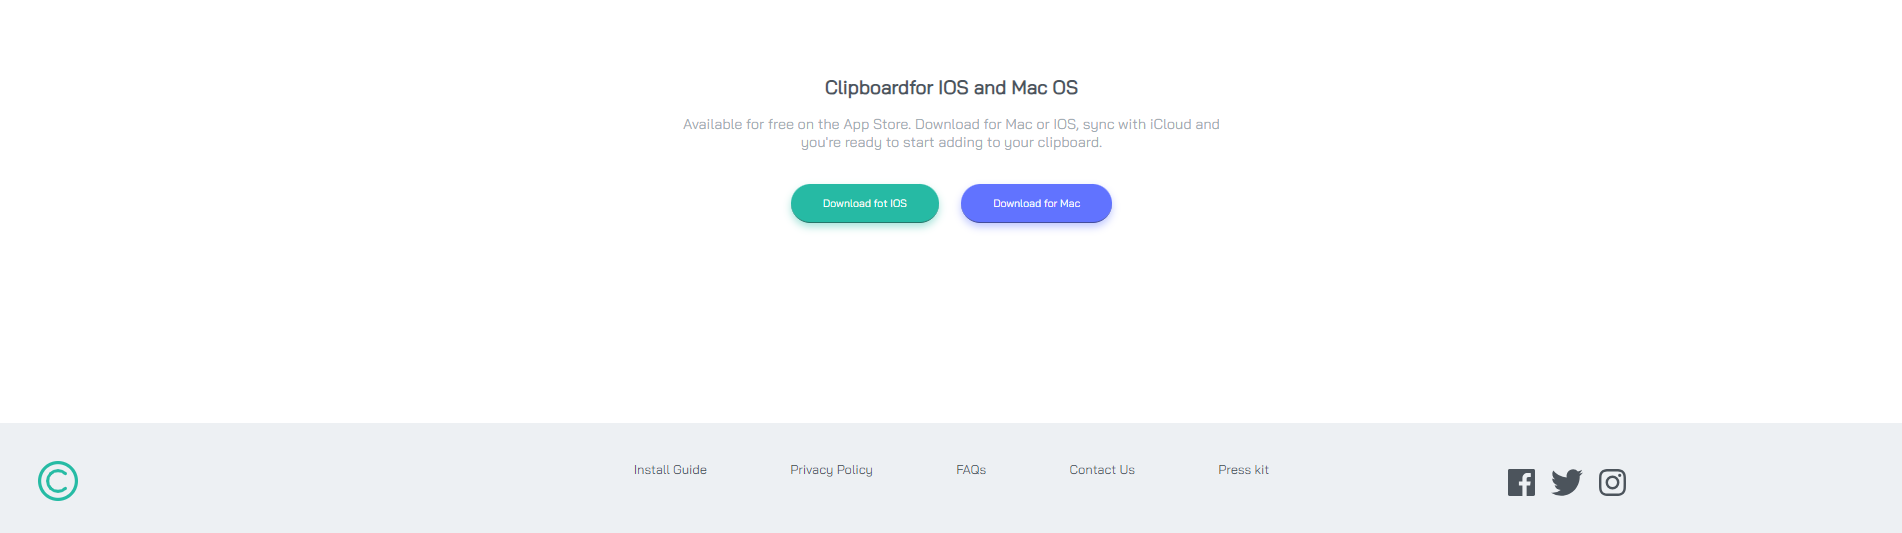 Clipboardfor IOS and Mac OS
Available for free on the App Store. Download for Mac or IOS, sync with iCloud and
you're ready to start adding to your clipboard.
Download fot IOS
Download for Mac
Install Guide
Privacy Policy
FAQs
Contact Us
Press kit